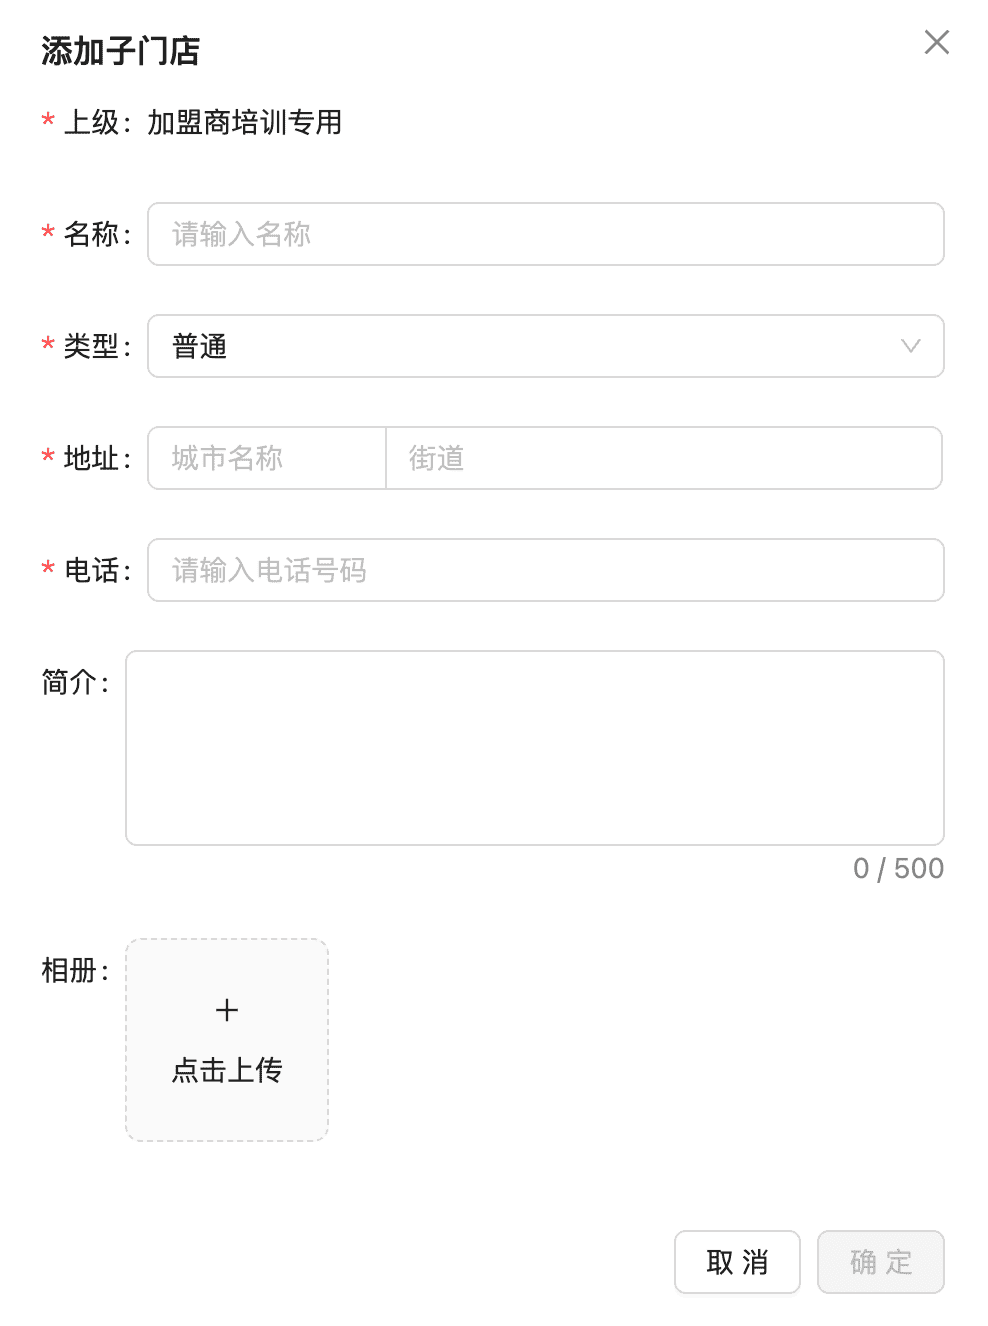 添加子门店
* 上级: 加盟商培训专用
* 名称: 请输入名称
* 类型: 普通
* 地址: 城市名称 街道
* 电话: 请输入电话号码
简介:
0 / 500
相册:
+
点击上传
取 消 确 定